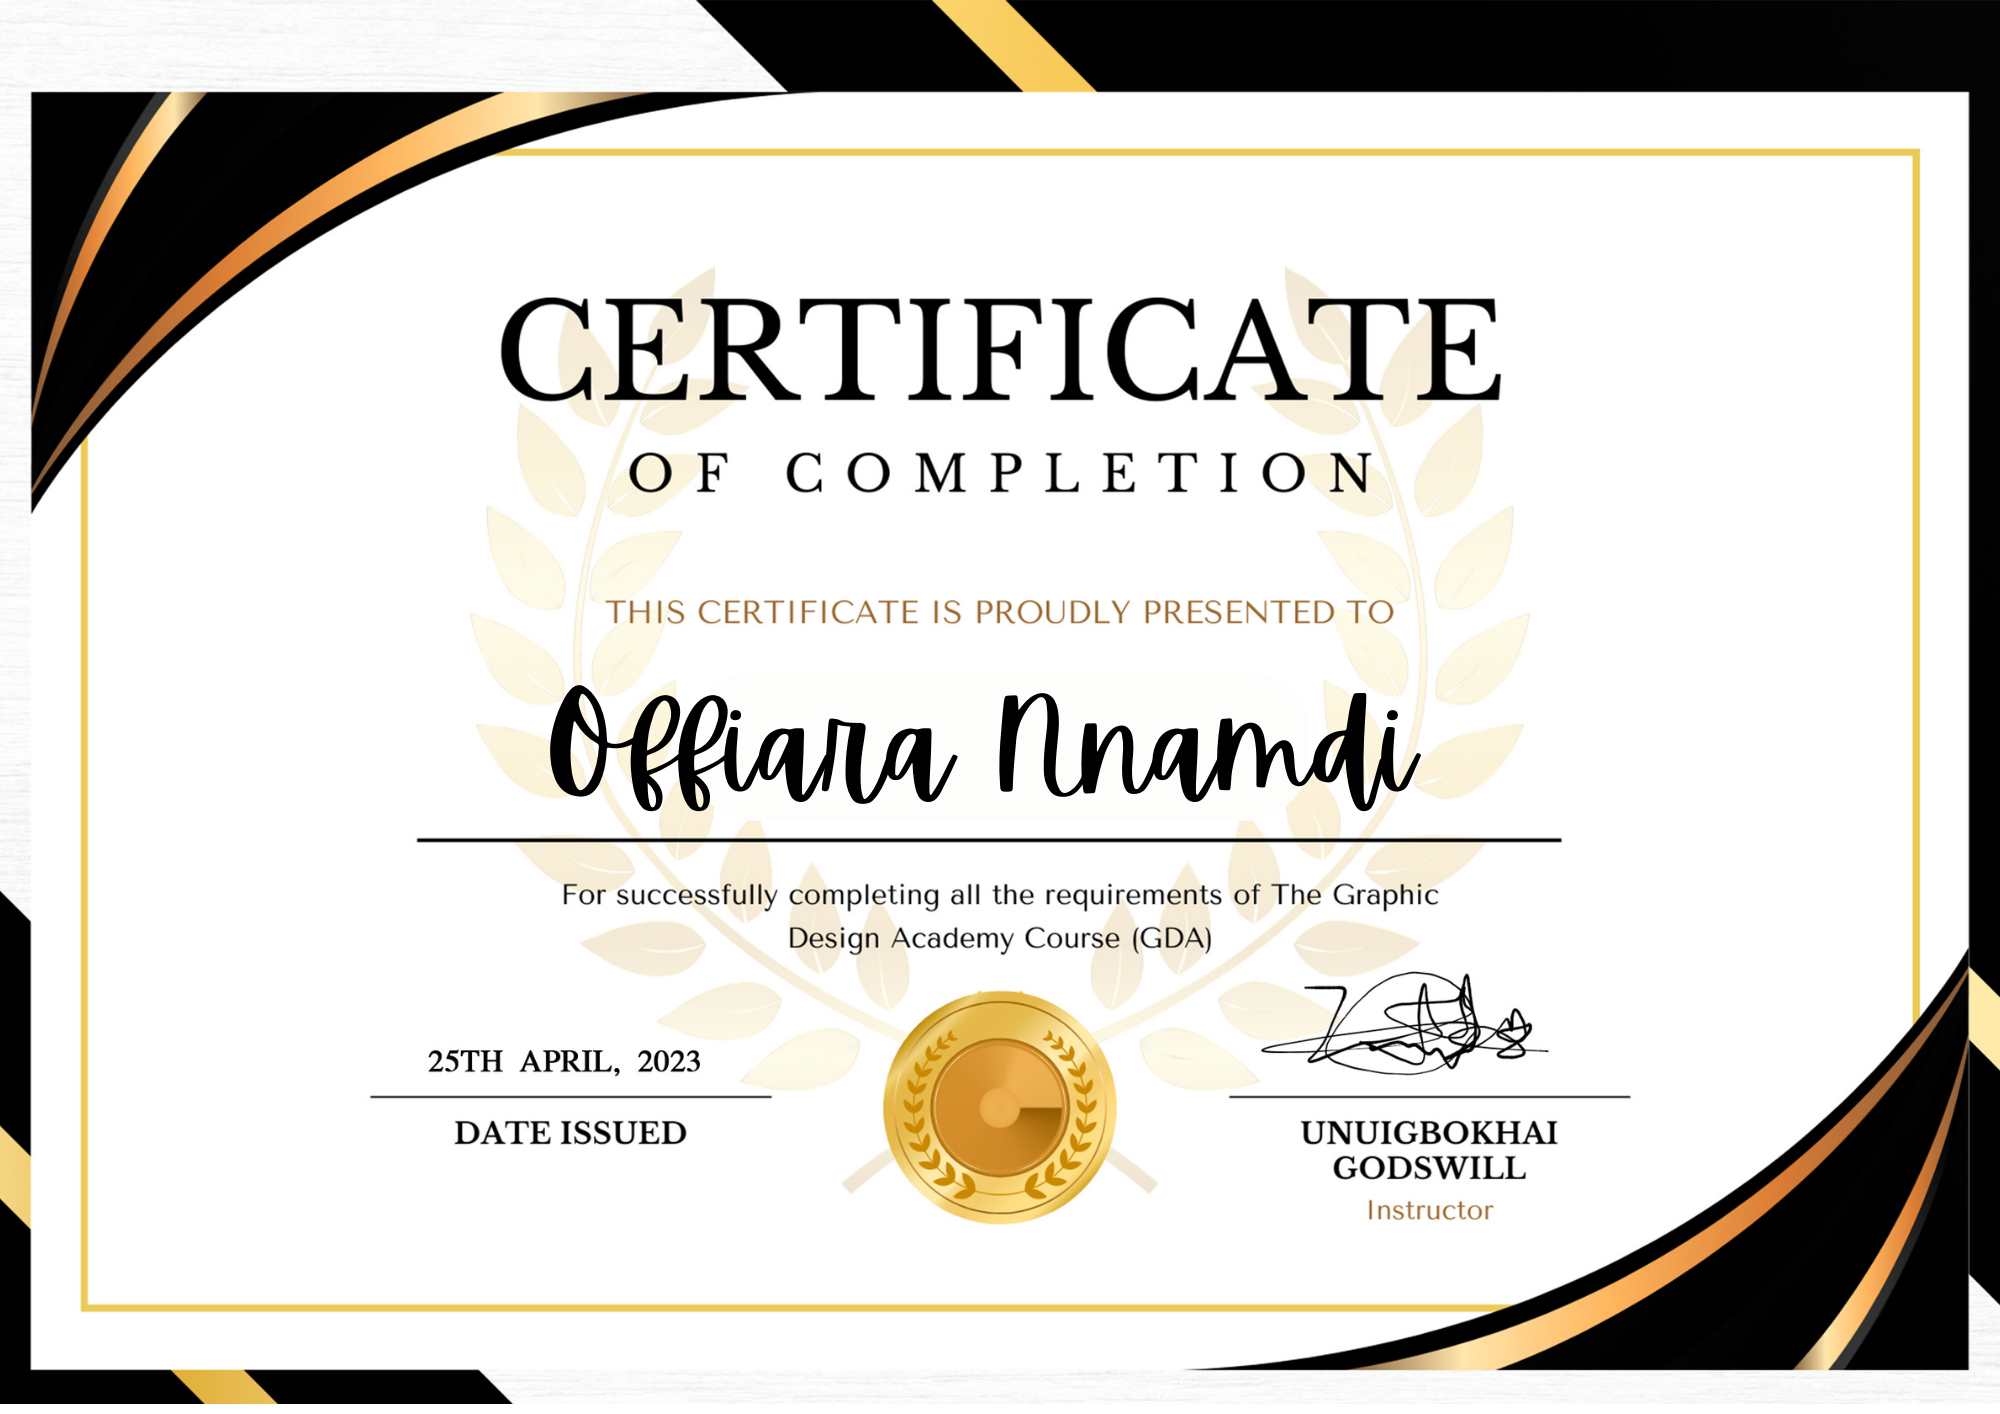 CERTIFICATE
OF COMPLETION
THIS CERTIFICATE IS PROUDLY PRESENTED TO
Offiara Nnamdi
For successfully completing all the requirements of The Graphic
Design Academy Course (GDA)
25TH APRIL, 2023
DATE ISSUED
UNUIGBOKHAI
GODSWILL
Instructor